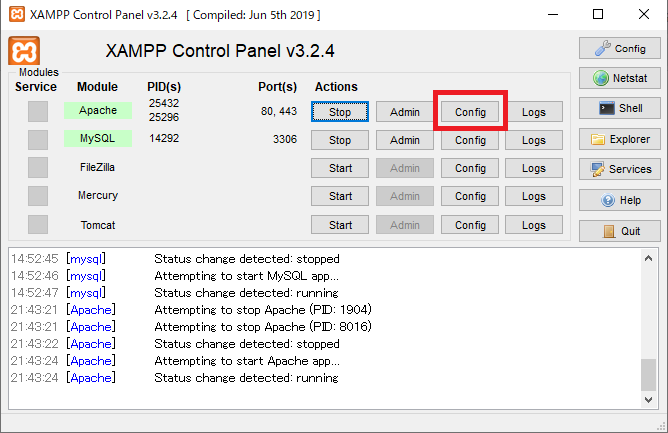 XAMPP Control Panel v3.2.4 [ Compiled: Jun 5th 2019 ]
XAMPP Control Panel v3.2.4
Config
Modules
Service Module PID(s) Port(s) Actions
Netstat
Apache 25432 25296 80, 443 Stop Admin Config Logs
Shell
MySQL 14292 3306 Stop Admin Config Logs
Explorer
FileZilla Start Admin Config Logs
Services
Mercury Start Admin Config Logs
Help
Tomcat Start Admin Config Logs
Quit
14:52:45 [mysql] Status change detected: stopped
14:52:46 [mysql] Attempting to start MySQL app...
14:52:47 [mysql] Status change detected: running
21:43:21 [Apache] Attempting to stop Apache (PID: 1904)
21:43:21 [Apache] Attempting to stop Apache (PID: 8016)
21:43:22 [Apache] Status change detected: stopped
21:43:24 [Apache] Attempting to start Apache app...
21:43:24 [Apache] Status change detected: running